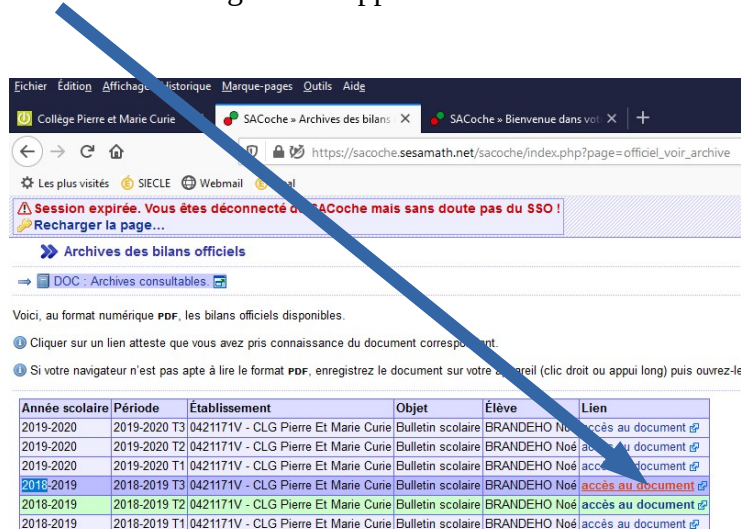 Fichier Édition Affichage Historique Marque-pages Outils Aide
Collège Pierre et Marie Curie SACoche » Archives des bilans SACoche » Bienvenue dans vot
https://sacoche.sesamath.net/sacoche/index.php?page=officiel_voir_archive
Les plus visités SIECLE Webmail
Session expirée. Vous êtes déconnecté de SACoche mais sans doute pas du SSO !
Recharger la page...
Archives des bilans officiels
DOC : Archives consultables.
Voici, au format numérique PDF, les bilans officiels disponibles.
Cliquer sur un lien atteste que vous avez pris connaissance du document correspondant.
Si votre navigateur n'est pas apte à lire le format PDF, enregistrez le document sur votre appareil (clic droit ou appui long) puis ouvrez-le
Année scolaire Période Établissement Objet Élève Lien
2019-2020 2019-2020 T3 0421171V - CLG Pierre Et Marie Curie Bulletin scolaire BRANDEHO Noé accès au document
2019-2020 2019-2020 T2 0421171V - CLG Pierre Et Marie Curie Bulletin scolaire BRANDEHO Noé accès au document
2019-2020 2019-2020 T1 0421171V - CLG Pierre Et Marie Curie Bulletin scolaire BRANDEHO Noé accès au document
2018-2019 2018-2019 T3 0421171V - CLG Pierre Et Marie Curie Bulletin scolaire BRANDEHO Noé accès au document
2018-2019 2018-2019 T2 0421171V - CLG Pierre Et Marie Curie Bulletin scolaire BRANDEHO Noé accès au document
2018-2019 2018-2019 T1 0421171V - CLG Pierre Et Marie Curie Bulletin scolaire BRANDEHO Noé accès au document